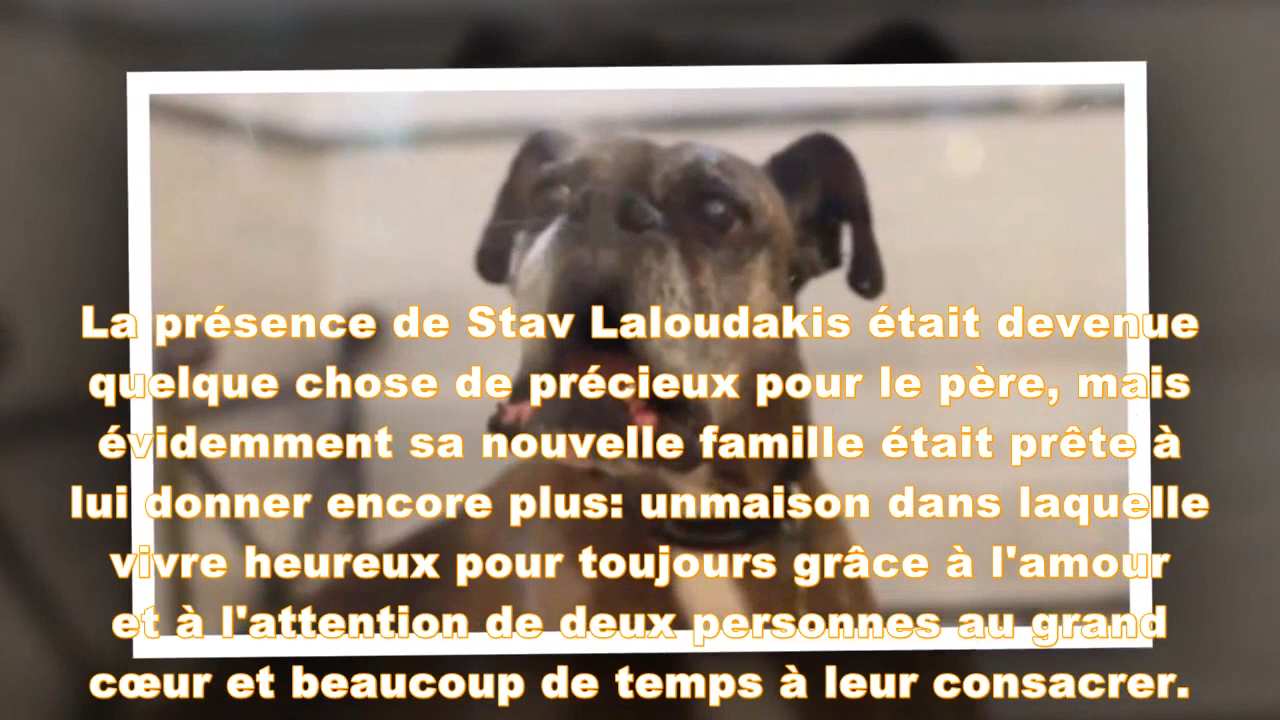 La présence de Stav Laloudakis était devenue
quelque chose de précieux pour le père, mais
évidemment sa nouvelle famille était prête à
lui donner encore plus: unmaison dans laquelle
vivre heureux pour toujours grâce à l'amour
et à l'attention de deux personnes au grand
cœur et beaucoup de temps à leur consacrer.